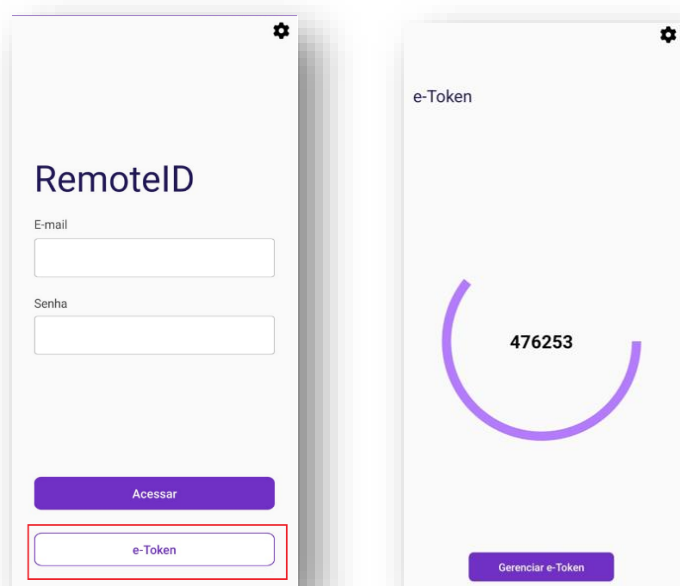 RemoteID
E-mail
Senha
Acessar
e-Token
e-Token
476253
Gerenciar e-Token